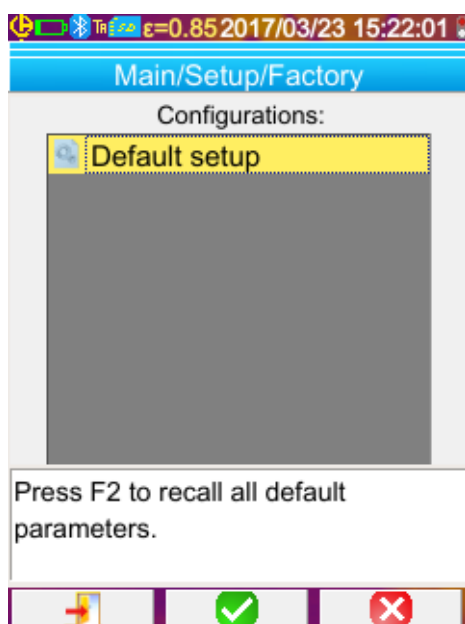 TR ε=0.85 2017/03/23 15:22:01
Main/Setup/Factory
Configurations:
Default setup
Press F2 to recall all default
parameters.